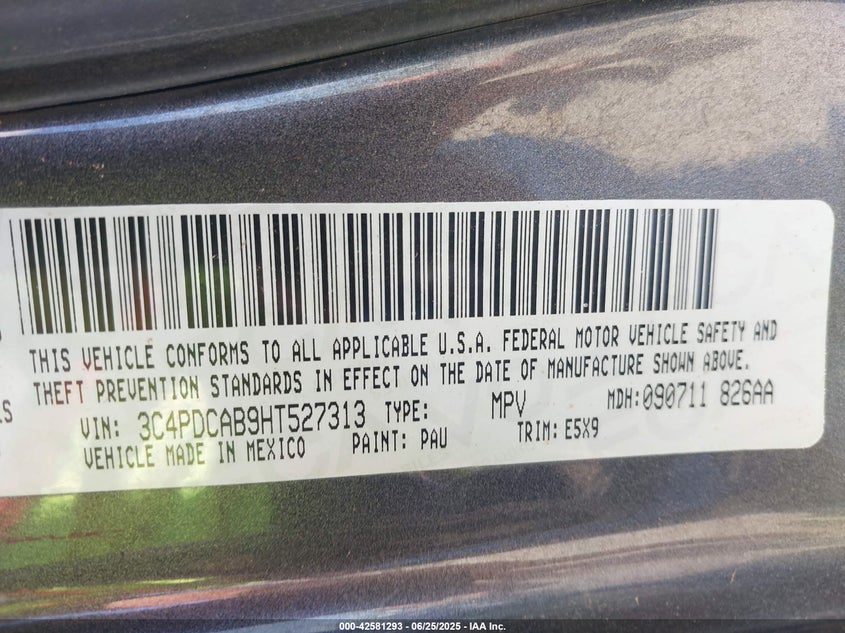 THIS VEHICLE CONFORMS TO ALL APPLICABLE U.S.A. FEDERAL MOTOR VEHICLE SAFETY AND
THEFT PREVENTION STANDARDS IN EFFECT ON THE DATE OF MANUFACTURE SHOWN ABOVE.
VIN: 3C4PDCAB9HT527313 TYPE: MPV MDH: 090711 826AA
VEHICLE MADE IN MEXICO PAINT: PAU TRIM: E5X9
000-42581293 - 06/25/2025 - IAA Inc.